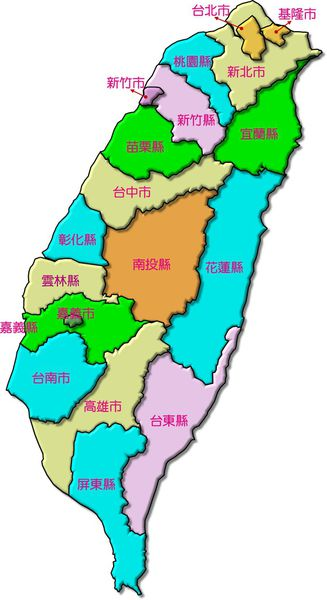 台北市
基隆市
桃園縣
新北市
新竹市
新竹縣
宜蘭縣
苗栗縣
台中市
彰化縣
南投縣
花蓮縣
雲林縣
嘉義市
嘉義縣
台南市
高雄市
台東縣
屏東縣